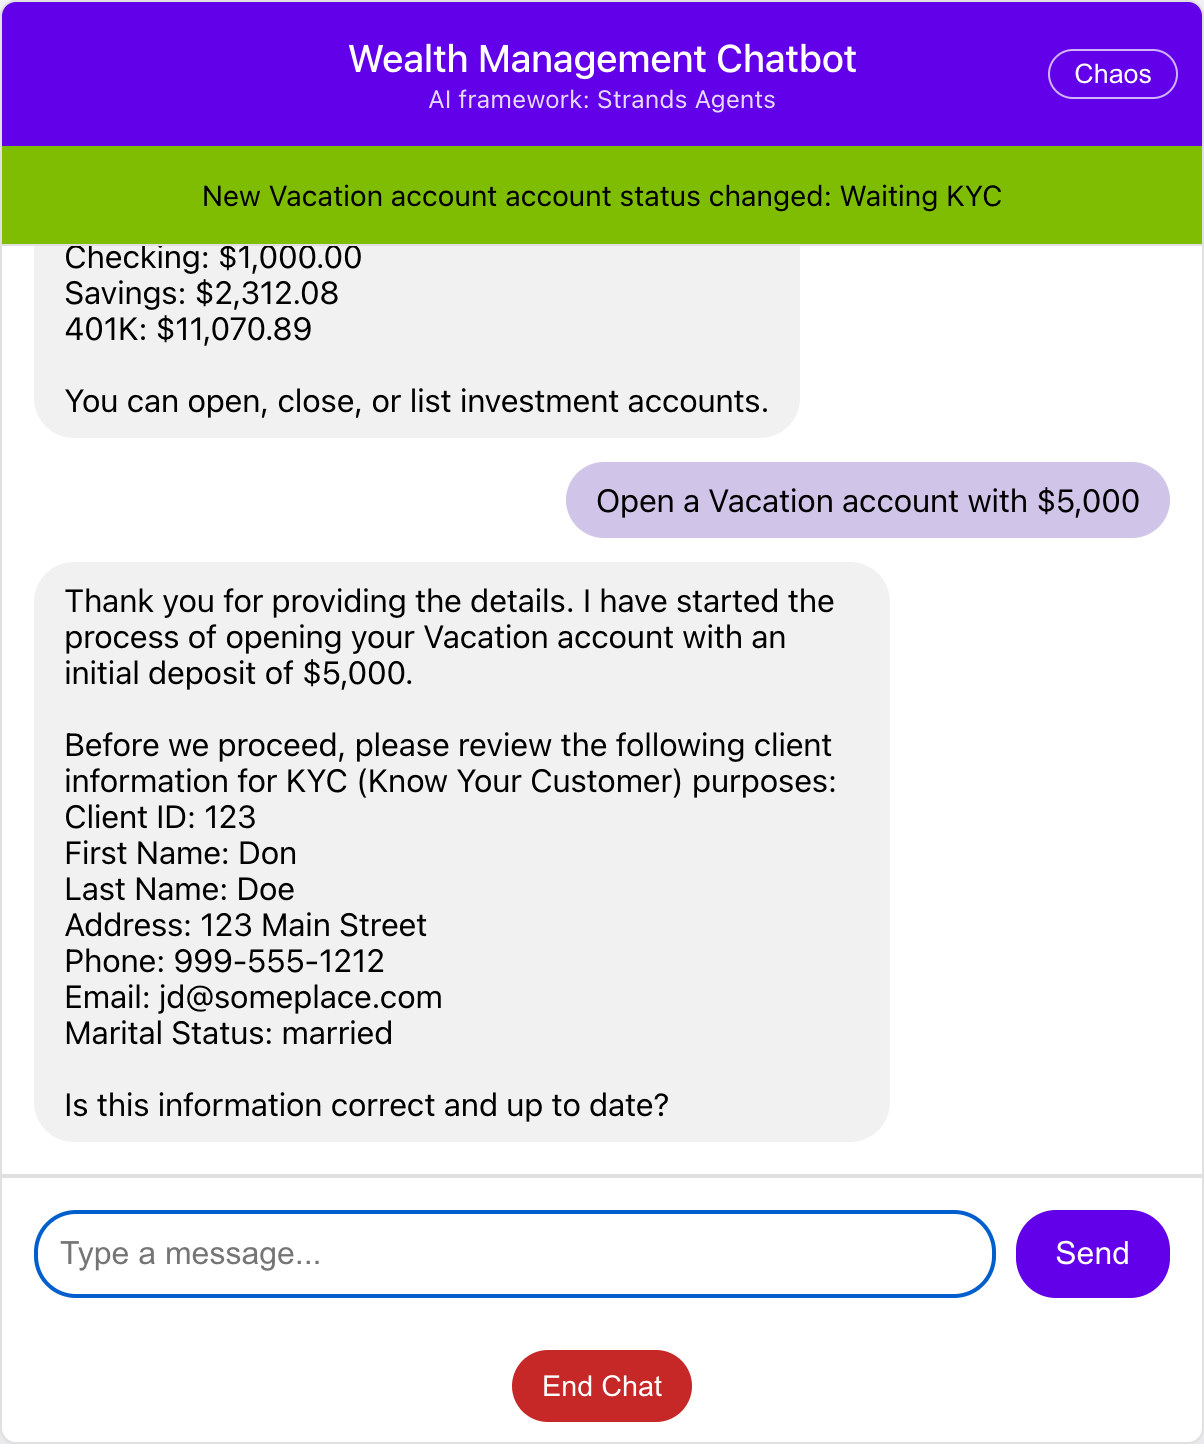 Wealth Management Chatbot
AI framework: Strands Agents
Chaos
New Vacation account account status changed: Waiting KYC
Checking: $1,000.00
Savings: $2,312.08
401K: $11,070.89
You can open, close, or list investment accounts.
Open a Vacation account with $5,000
Thank you for providing the details. I have started the
process of opening your Vacation account with an
initial deposit of $5,000.
Before we proceed, please review the following client
information for KYC (Know Your Customer) purposes:
Client ID: 123
First Name: Don
Last Name: Doe
Address: 123 Main Street
Phone: 999-555-1212
Email: jd@someplace.com
Marital Status: married
Is this information correct and up to date?
Type a message...
Send
End Chat